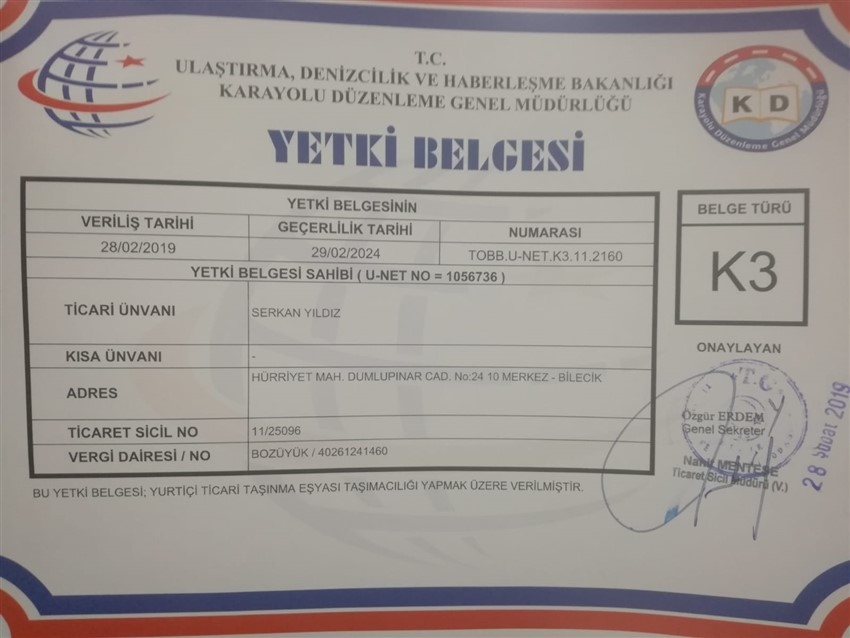 T.C.
ULAŞTIRMA, DENİZCİLİK VE HABERLEŞME BAKANLIĞI
KARAYOLU DÜZENLEME GENEL MÜDÜRLÜĞÜ
K D
Karayolu Düzenleme Genel Müdürlüğü
YETKİ BELGESİ
YETKİ BELGESİNİN
VERİLİŞ TARİHİ GEÇERLİLİK TARİHİ NUMARASI
28/02/2019 29/02/2024 TOBB.U-NET.K3.11.2160
YETKİ BELGESİ SAHİBİ ( U-NET NO = 1056736 )
TİCARİ ÜNVANI SERKAN YILDIZ
KISA ÜNVANI -
ADRES HÜRRİYET MAH. DUMLUPINAR CAD. No:24 10 MERKEZ - BİLECİK
TİCARET SİCİL NO 11/25096
VERGİ DAİRESİ / NO BOZÜYÜK / 40261241460
BU YETKİ BELGESİ; YURTİÇİ TİCARİ TAŞINMA EŞYASI TAŞIMACILIĞI YAPMAK ÜZERE VERİLMİŞTİR.
BELGE TÜRÜ
K3
ONAYLAYAN
T.C.
Özgür ERDEM
Genel Sekreter
Nahit MENTEŞE
Ticaret Sicil Müdürü (V.)
28 Şubat 2019